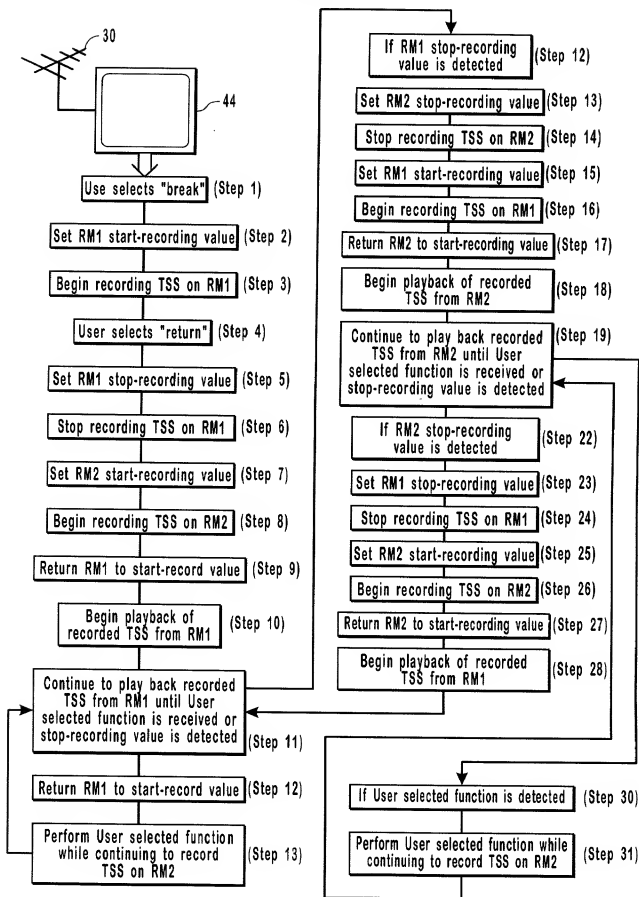 30
44
Use selects "break" (Step 1)
Set RM1 start-recording value (Step 2)
Begin recording TSS on RM1 (Step 3)
User selects "return" (Step 4)
Set RM1 stop-recording value (Step 5)
Stop recording TSS on RM1 (Step 6)
Set RM2 start-recording value (Step 7)
Begin recording TSS on RM2 (Step 8)
Return RM1 to start-record value (Step 9)
Begin playback of
recorded TSS from RM1 (Step 10)
Continue to play back recorded
TSS from RM1 until User
selected function is received or
stop-recording value is detected (Step 11)
Return RM1 to start-record value (Step 12)
Perform User selected function
while continuing to record
TSS on RM2 (Step 13)
If RM1 stop-recording
value is detected (Step 12)
Set RM2 stop-recording value (Step 13)
Stop recording TSS on RM2 (Step 14)
Set RM1 start-recording value (Step 15)
Begin recording TSS on RM1 (Step 16)
Return RM2 to start-recording value (Step 17)
Begin playback of recorded
TSS from RM2 (Step 18)
Continue to play back recorded (Step 19)
TSS from RM2 until User
selected function is received or
stop-recording value is detected
If RM2 stop-recording
value is detected (Step 22)
Set RM1 stop-recording value (Step 23)
Stop recording TSS on RM1 (Step 24)
Set RM2 start-recording value (Step 25)
Begin recording TSS on RM2 (Step 26)
Return RM2 to start-recording value (Step 27)
Begin playback of recorded
TSS from RM1 (Step 28)
If User selected function is detected (Step 30)
Perform User selected function while
continuing to record TSS on RM2 (Step 31)